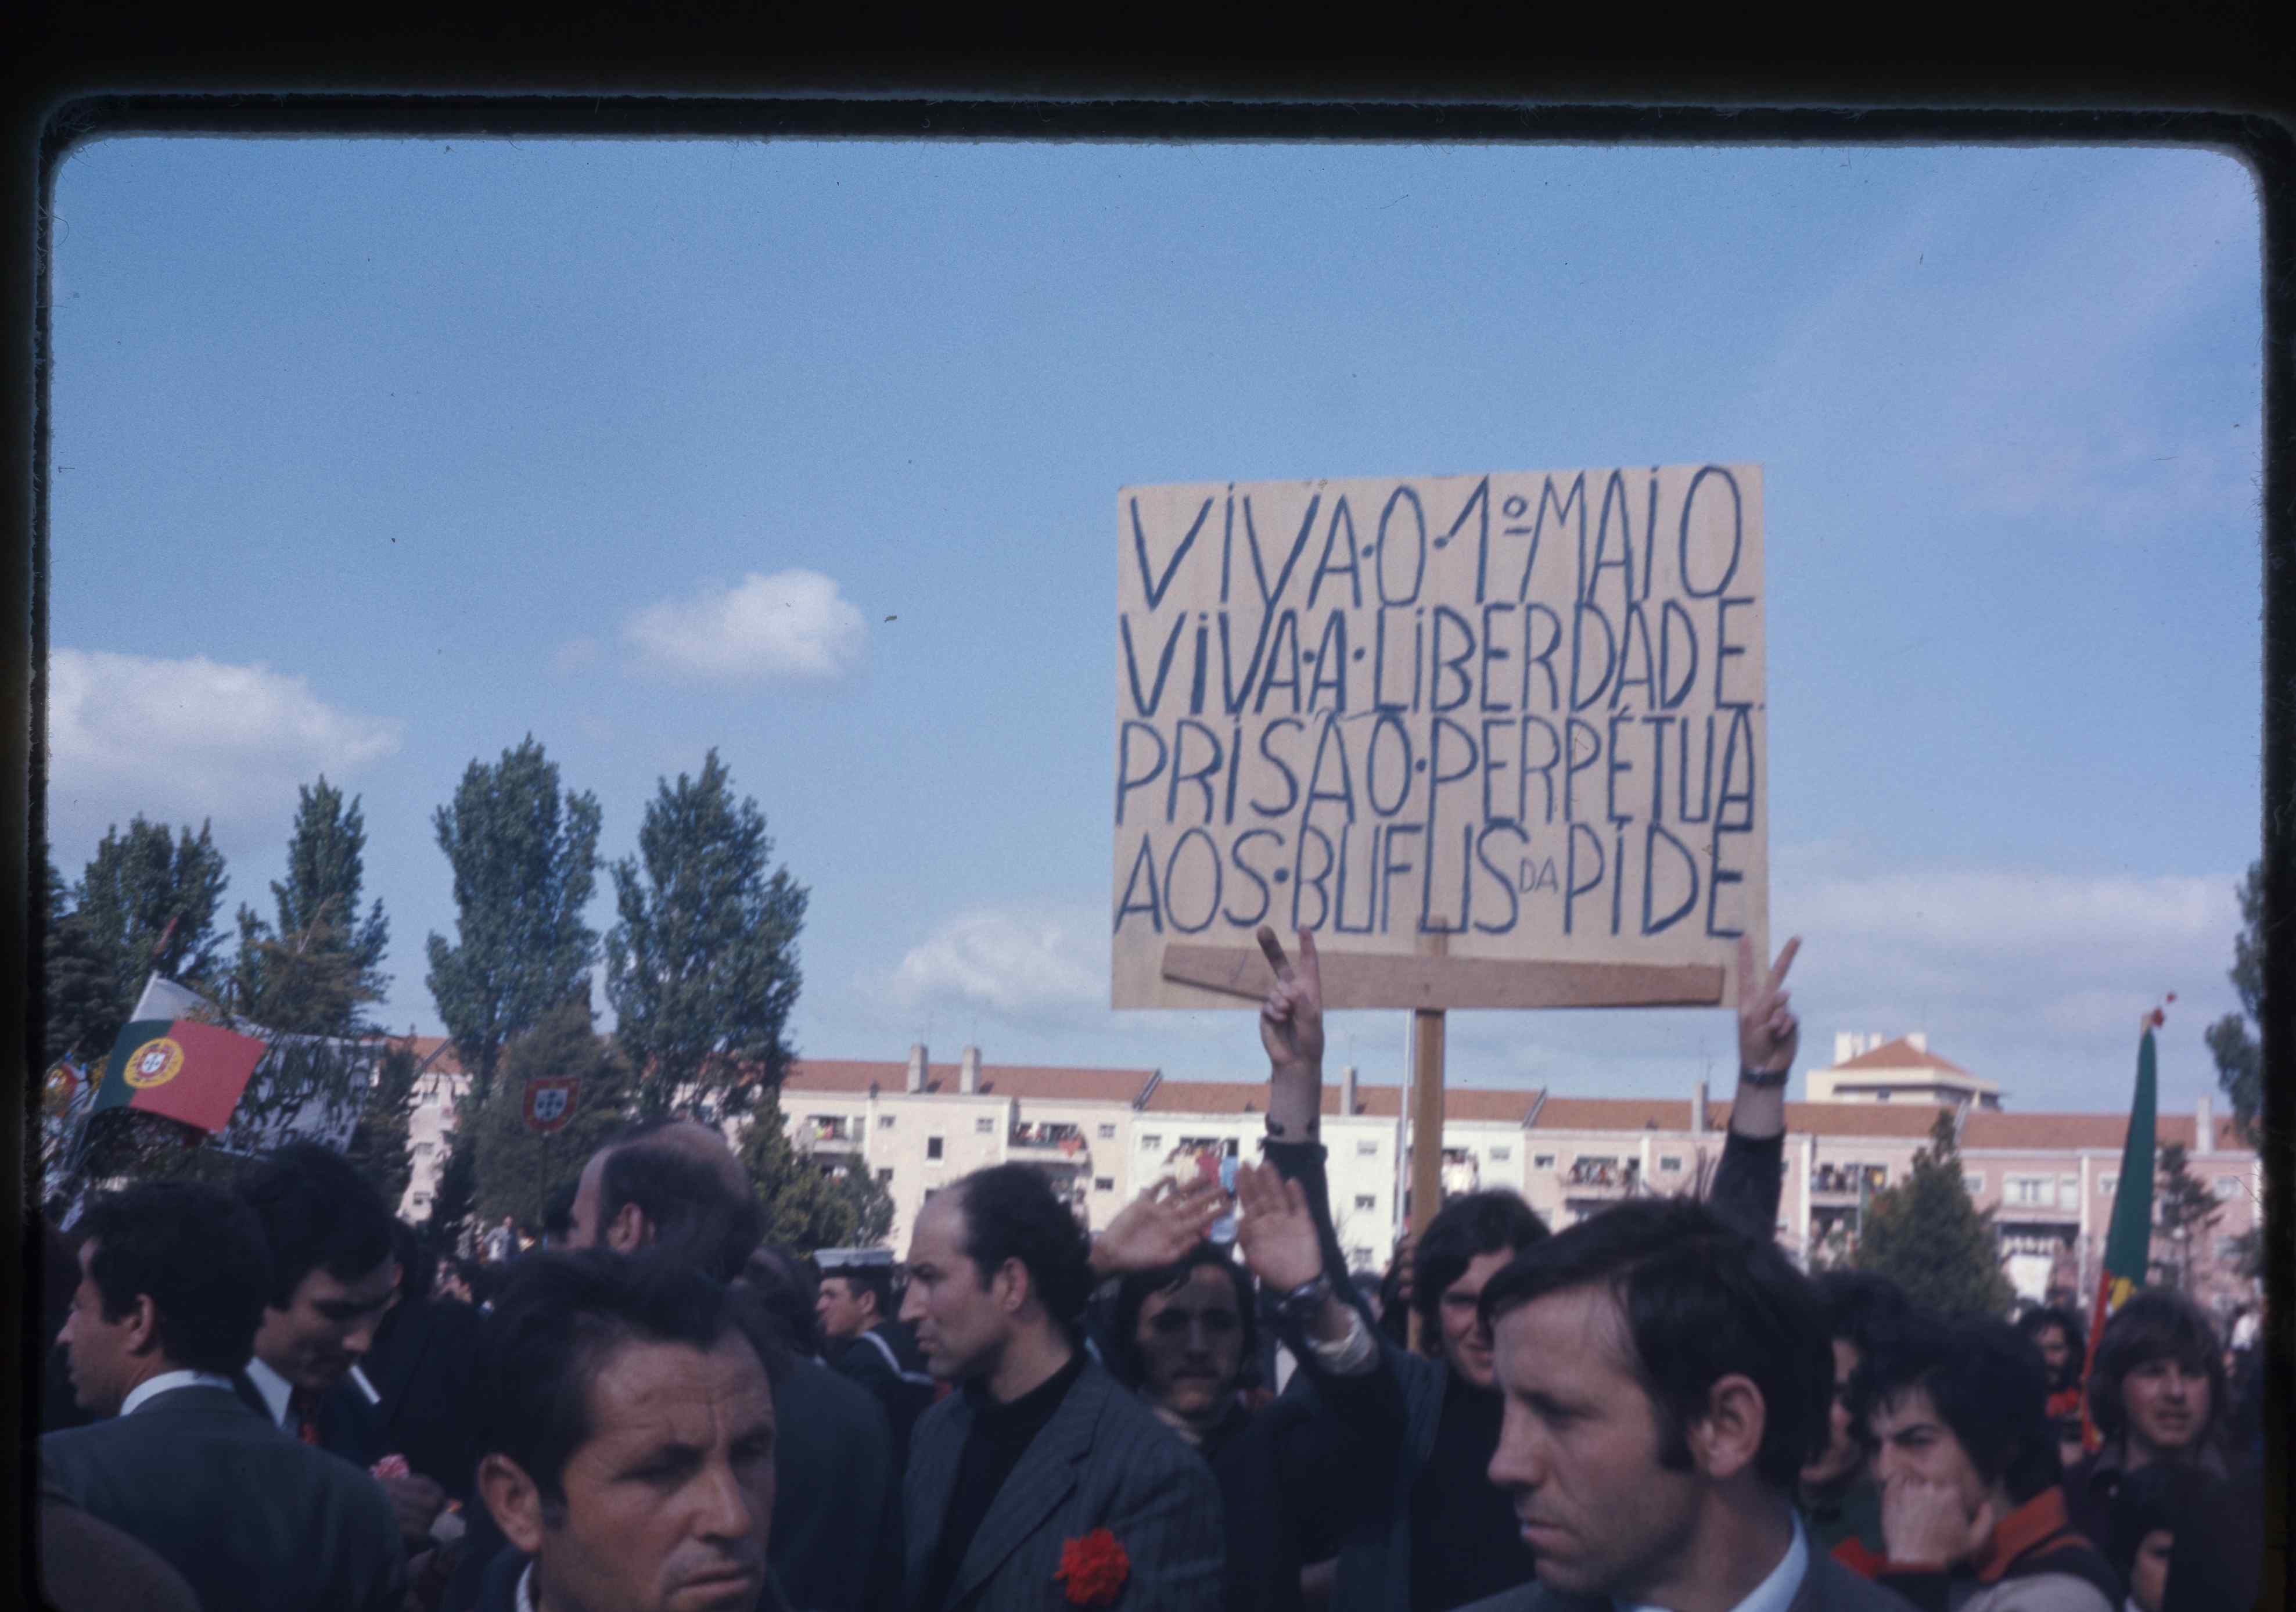 VIVA·O·1º MAIO
VIVA·A·LIBERDADE.
PRISÃO·PERPÉTUA
AOS·BUFUS DA PIDE